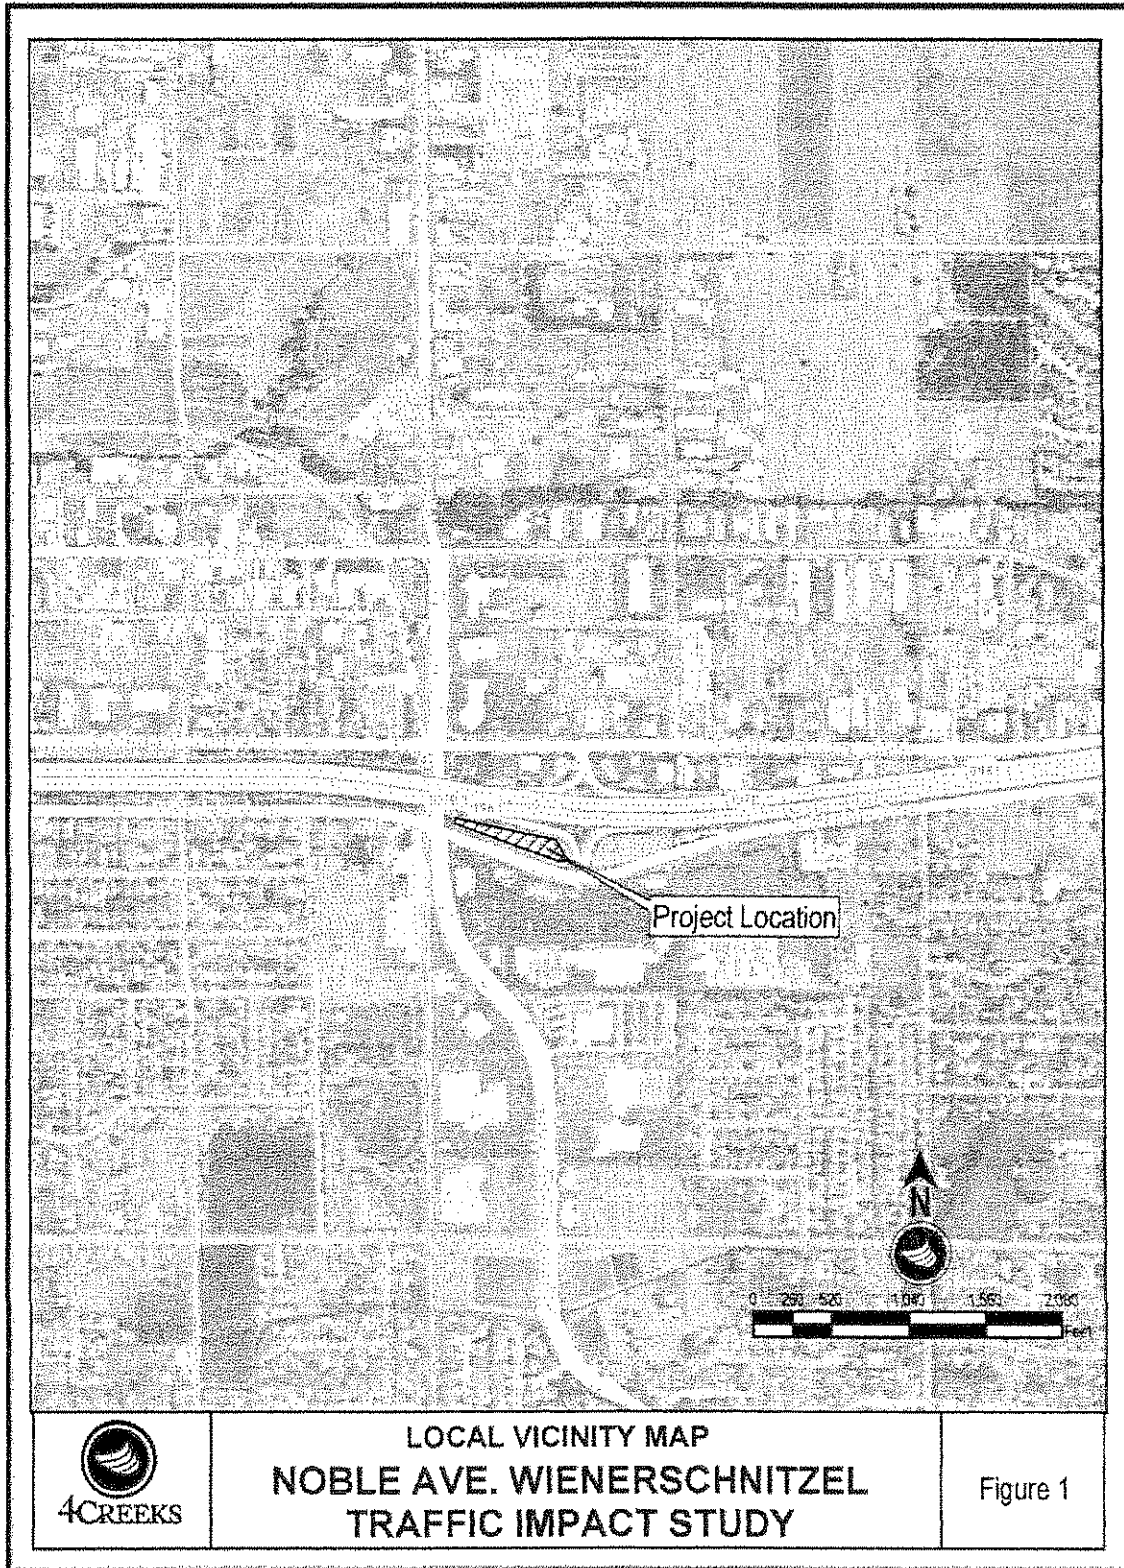 Project Location
N
0 260 520 1,040 1,560 2,080
Feet
LOCAL VICINITY MAP
NOBLE AVE. WIENERSCHNITZEL
TRAFFIC IMPACT STUDY
4CREEKS
Figure 1